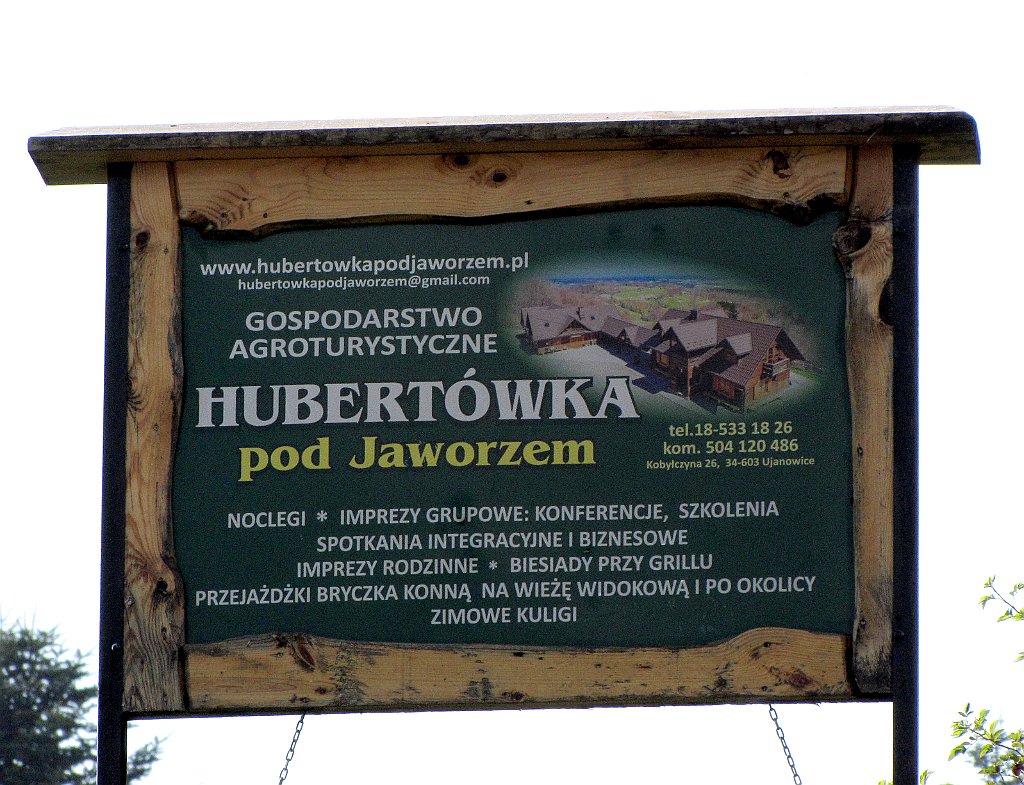 www.hubertowkapodjaworzem.pl
hubertowkapodjaworzem@gmail.com
GOSPODARSTWO
AGROTURYSTYCZNE
HUBERTÓWKA
pod Jaworzem
tel.18-533 18 26
kom. 504 120 486
Kobyłczyna 26, 34-603 Ujanowice
NOCLEGI * IMPREZY GRUPOWE: KONFERENCJE, SZKOLENIA
SPOTKANIA INTEGRACYJNE I BIZNESOWE
IMPREZY RODZINNE * BIESIADY PRZY GRILLU
PRZEJAŻDŻKI BRYCZKA KONNĄ NA WIEŻĘ WIDOKOWĄ I PO OKOLICY
ZIMOWE KULIGI